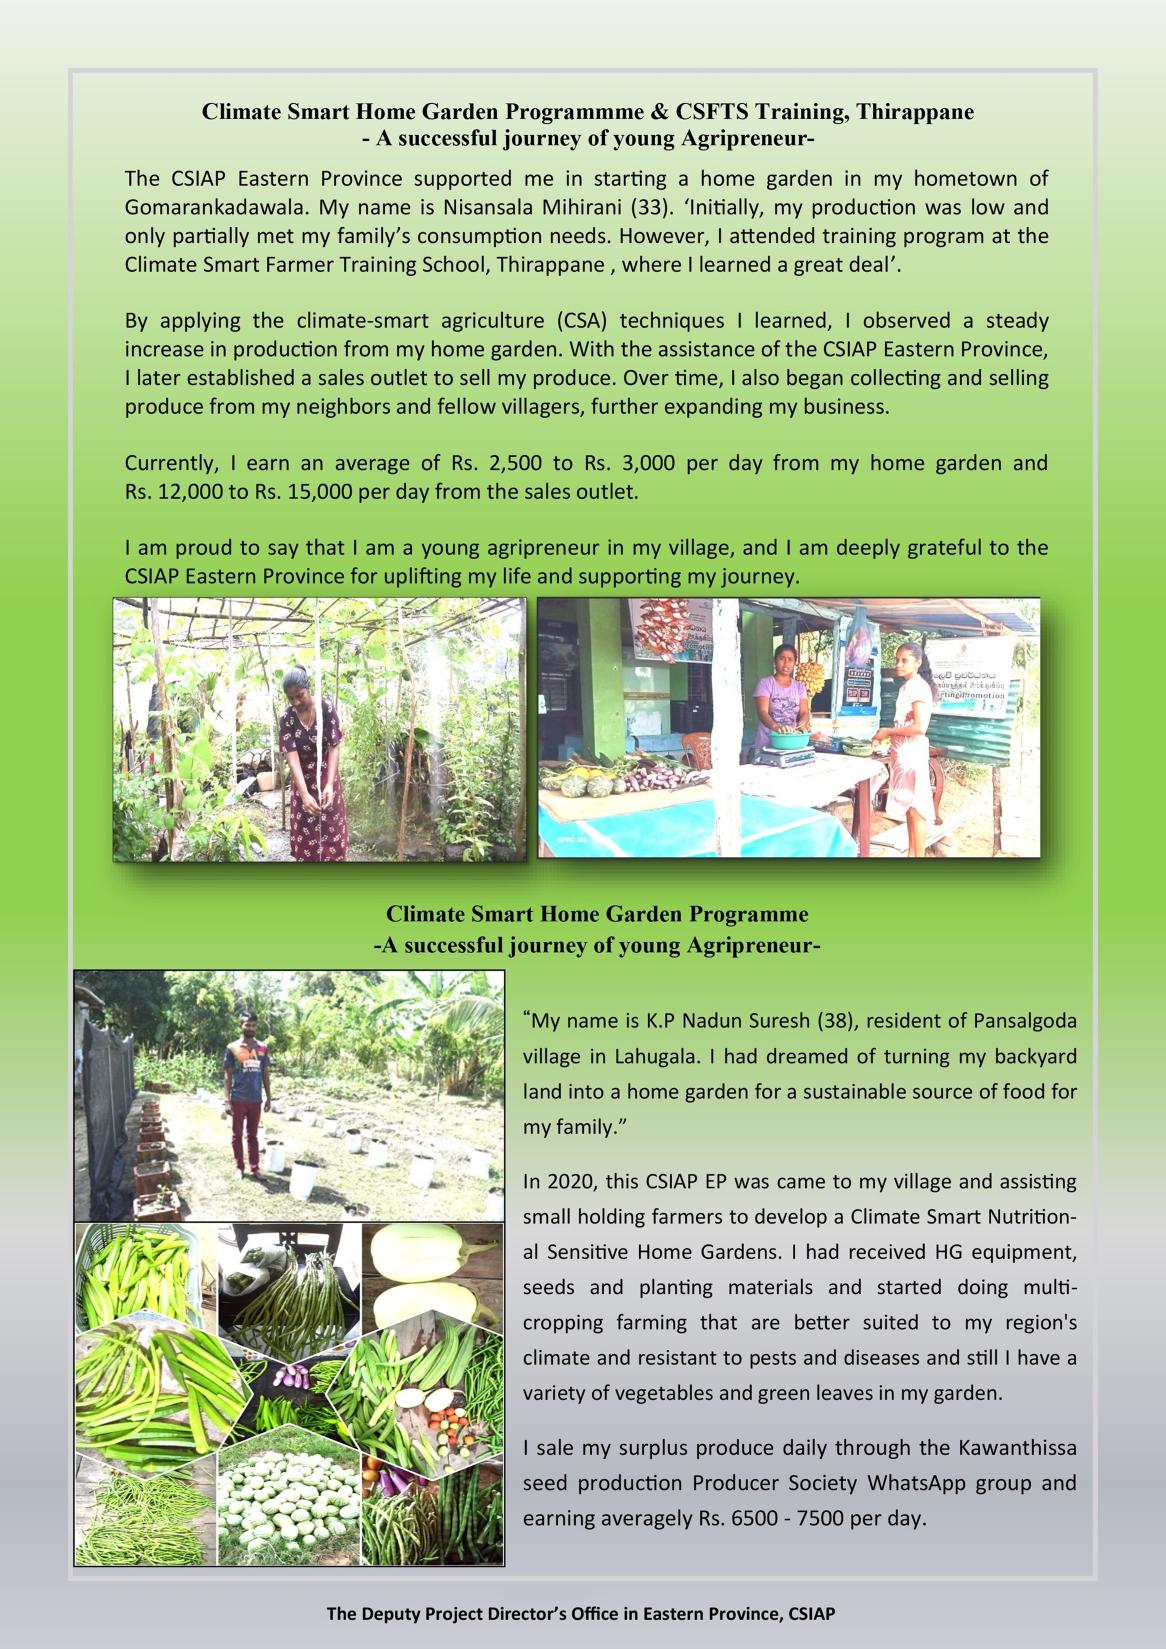 Climate Smart Home Garden Programmme & CSFTS Training, Thirappane
- A successful journey of young Agripreneur-
The CSIAP Eastern Province supported me in starting a home garden in my hometown of
Gomarankadawala. My name is Nisansala Mihirani (33). ‘Initially, my production was low and
only partially met my family’s consumption needs. However, I attended training program at the
Climate Smart Farmer Training School, Thirappane , where I learned a great deal’.
By applying the climate-smart agriculture (CSA) techniques I learned, I observed a steady
increase in production from my home garden. With the assistance of the CSIAP Eastern Province,
I later established a sales outlet to sell my produce. Over time, I also began collecting and selling
produce from my neighbors and fellow villagers, further expanding my business.
Currently, I earn an average of Rs. 2,500 to Rs. 3,000 per day from my home garden and
Rs. 12,000 to Rs. 15,000 per day from the sales outlet.
I am proud to say that I am a young agripreneur in my village, and I am deeply grateful to the
CSIAP Eastern Province for uplifting my life and supporting my journey.
Promotion
OPPO
Climate Smart Home Garden Programme
-A successful journey of young Agripreneur-
“My name is K.P Nadun Suresh (38), resident of Pansalgoda
village in Lahugala. I had dreamed of turning my backyard
land into a home garden for a sustainable source of food for
my family.”
In 2020, this CSIAP EP was came to my village and assisting
small holding farmers to develop a Climate Smart Nutrition-
al Sensitive Home Gardens. I had received HG equipment,
seeds and planting materials and started doing multi-
cropping farming that are better suited to my region's
climate and resistant to pests and diseases and still I have a
variety of vegetables and green leaves in my garden.
I sale my surplus produce daily through the Kawanthissa
seed production Producer Society WhatsApp group and
earning averagely Rs. 6500 - 7500 per day.
The Deputy Project Director’s Office in Eastern Province, CSIAP